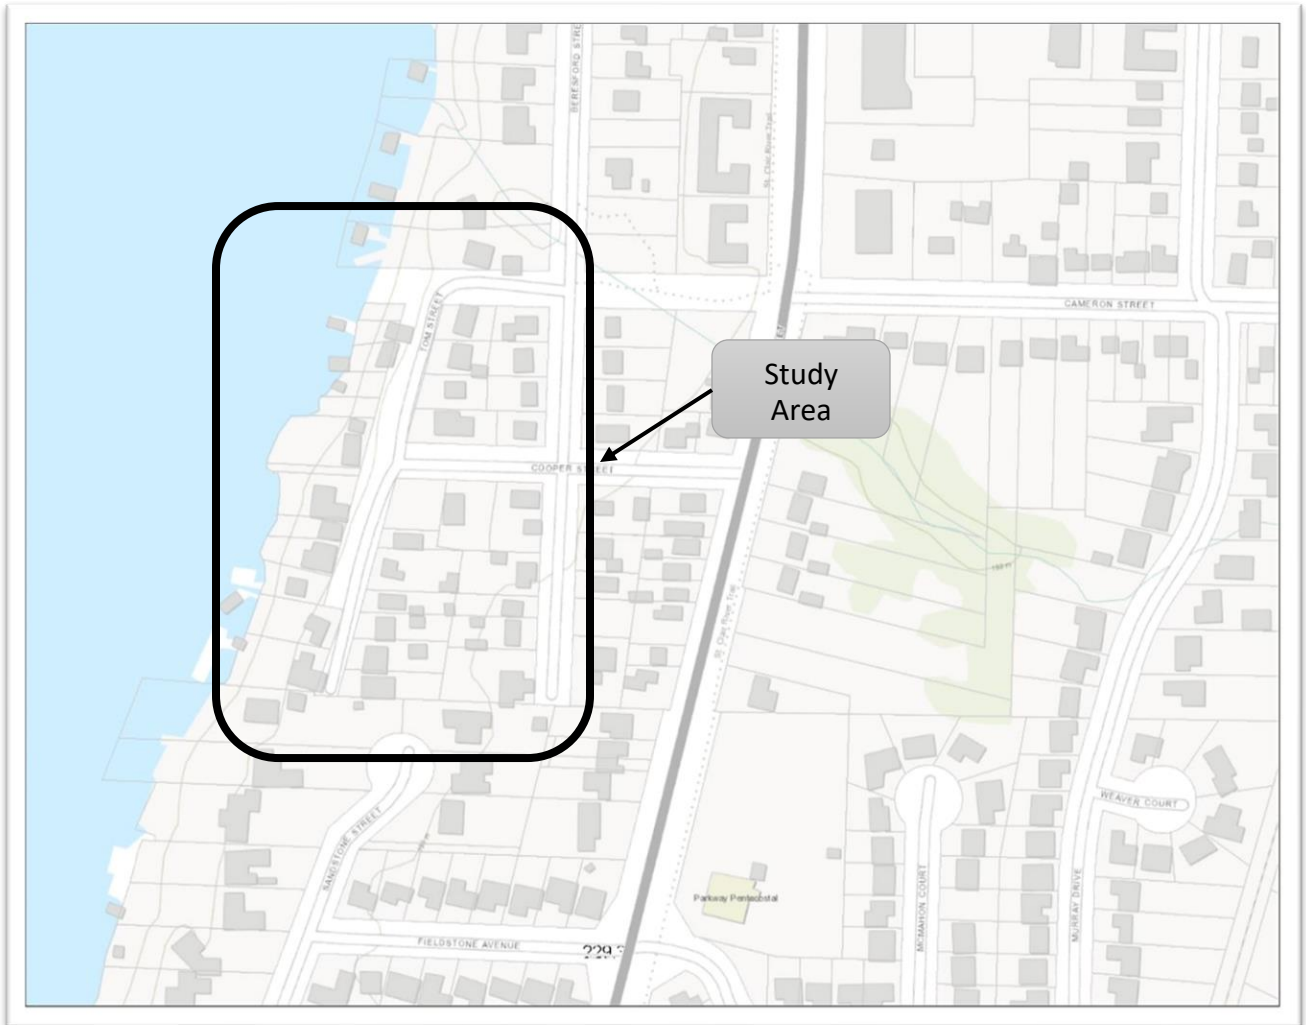 BERESFORD STRE
St. Clair River Trail
CAMERON STREET
TOM STREET
Study
Area
COOPER STREET
St. Clair River Trail
WEAVER COURT
SANDSTONE STREET
Parkway Pentecostal
MCMAHON COURT
MURRAY DRIVE
FIELDSTONE AVENUE